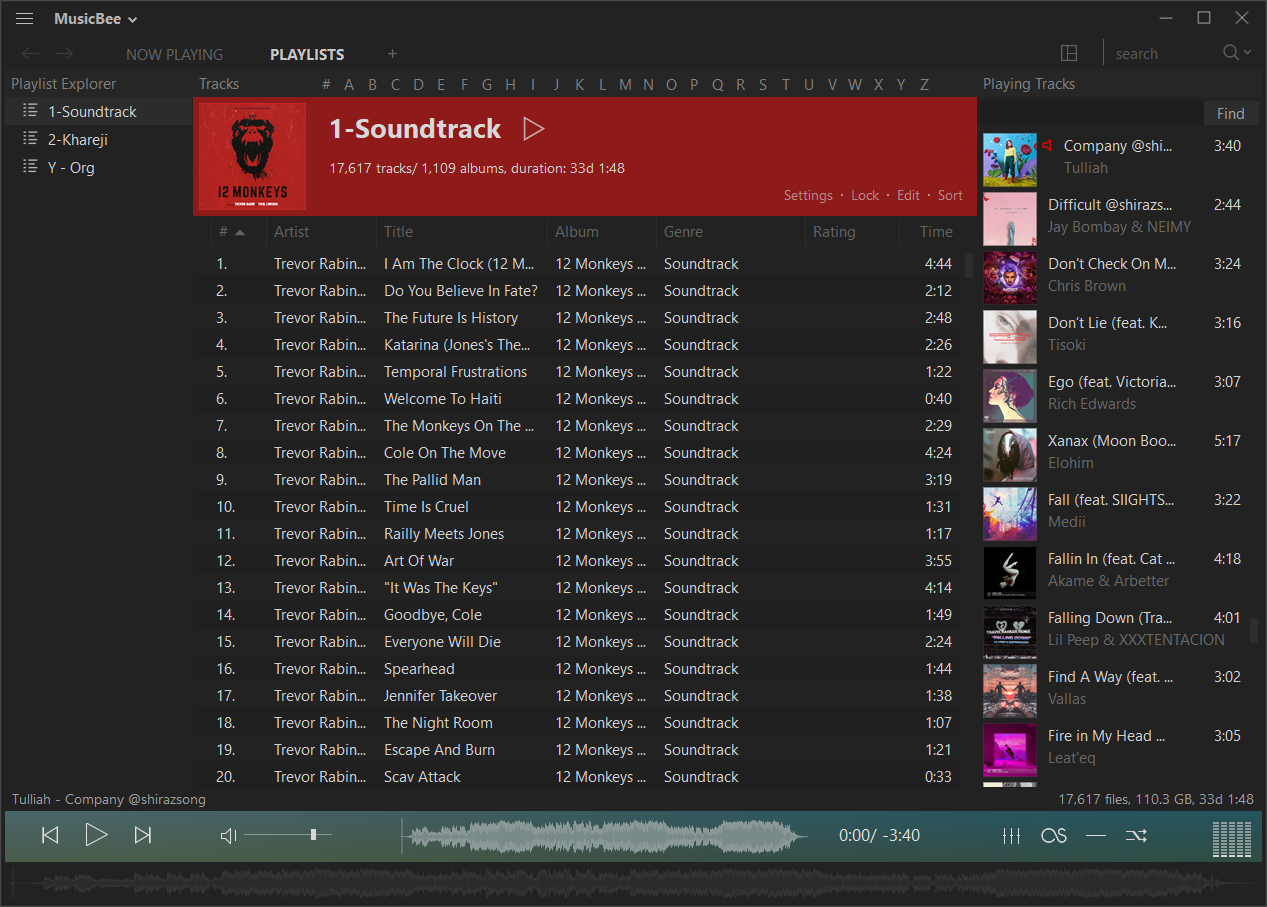 MusicBee
NOW PLAYING PLAYLISTS +
search
Playlist Explorer
1-Soundtrack
2-Khareji
Y - Org
Tracks # A B C D E F G H I J K L M N O P Q R S T U V W X Y Z
12 MONKEYS
1-Soundtrack
17,617 tracks/ 1,109 albums, duration: 33d 1:48
Settings · Lock · Edit · Sort
# Artist Title Album Genre Rating Time
1. Trevor Rabin... I Am The Clock (12 M... 12 Monkeys ... Soundtrack 4:44
2. Trevor Rabin... Do You Believe In Fate? 12 Monkeys ... Soundtrack 2:12
3. Trevor Rabin... The Future Is History 12 Monkeys ... Soundtrack 2:48
4. Trevor Rabin... Katarina (Jones's The... 12 Monkeys ... Soundtrack 2:26
5. Trevor Rabin... Temporal Frustrations 12 Monkeys ... Soundtrack 1:22
6. Trevor Rabin... Welcome To Haiti 12 Monkeys ... Soundtrack 0:40
7. Trevor Rabin... The Monkeys On The ... 12 Monkeys ... Soundtrack 2:29
8. Trevor Rabin... Cole On The Move 12 Monkeys ... Soundtrack 4:24
9. Trevor Rabin... The Pallid Man 12 Monkeys ... Soundtrack 3:19
10. Trevor Rabin... Time Is Cruel 12 Monkeys ... Soundtrack 1:31
11. Trevor Rabin... Railly Meets Jones 12 Monkeys ... Soundtrack 1:17
12. Trevor Rabin... Art Of War 12 Monkeys ... Soundtrack 3:55
13. Trevor Rabin... "It Was The Keys" 12 Monkeys ... Soundtrack 4:14
14. Trevor Rabin... Goodbye, Cole 12 Monkeys ... Soundtrack 1:49
15. Trevor Rabin... Everyone Will Die 12 Monkeys ... Soundtrack 2:24
16. Trevor Rabin... Spearhead 12 Monkeys ... Soundtrack 1:44
17. Trevor Rabin... Jennifer Takeover 12 Monkeys ... Soundtrack 1:38
18. Trevor Rabin... The Night Room 12 Monkeys ... Soundtrack 1:07
19. Trevor Rabin... Escape And Burn 12 Monkeys ... Soundtrack 1:21
20. Trevor Rabin... Scav Attack 12 Monkeys ... Soundtrack 0:33
Playing Tracks
Find
Company @shi... 3:40
Tulliah
Difficult @shirazs... 2:44
Jay Bombay & NEIMY
Don't Check On M... 3:24
Chris Brown
Don't Lie (feat. K... 3:16
Tisoki
Ego (feat. Victoria... 3:07
Rich Edwards
Xanax (Moon Boo... 5:17
Elohim
Fall (feat. SIIGHTS... 3:22
Medii
Fallin In (feat. Cat ... 4:18
Akame & Arbetter
Falling Down (Tra... 4:01
Lil Peep & XXXTENTACION
Find A Way (feat. ... 3:02
Vallas
Fire in My Head ... 3:05
Leat'eq
Tulliah - Company @shirazsong
17,617 files, 110.3 GB, 33d 1:48
0:00/ -3:40